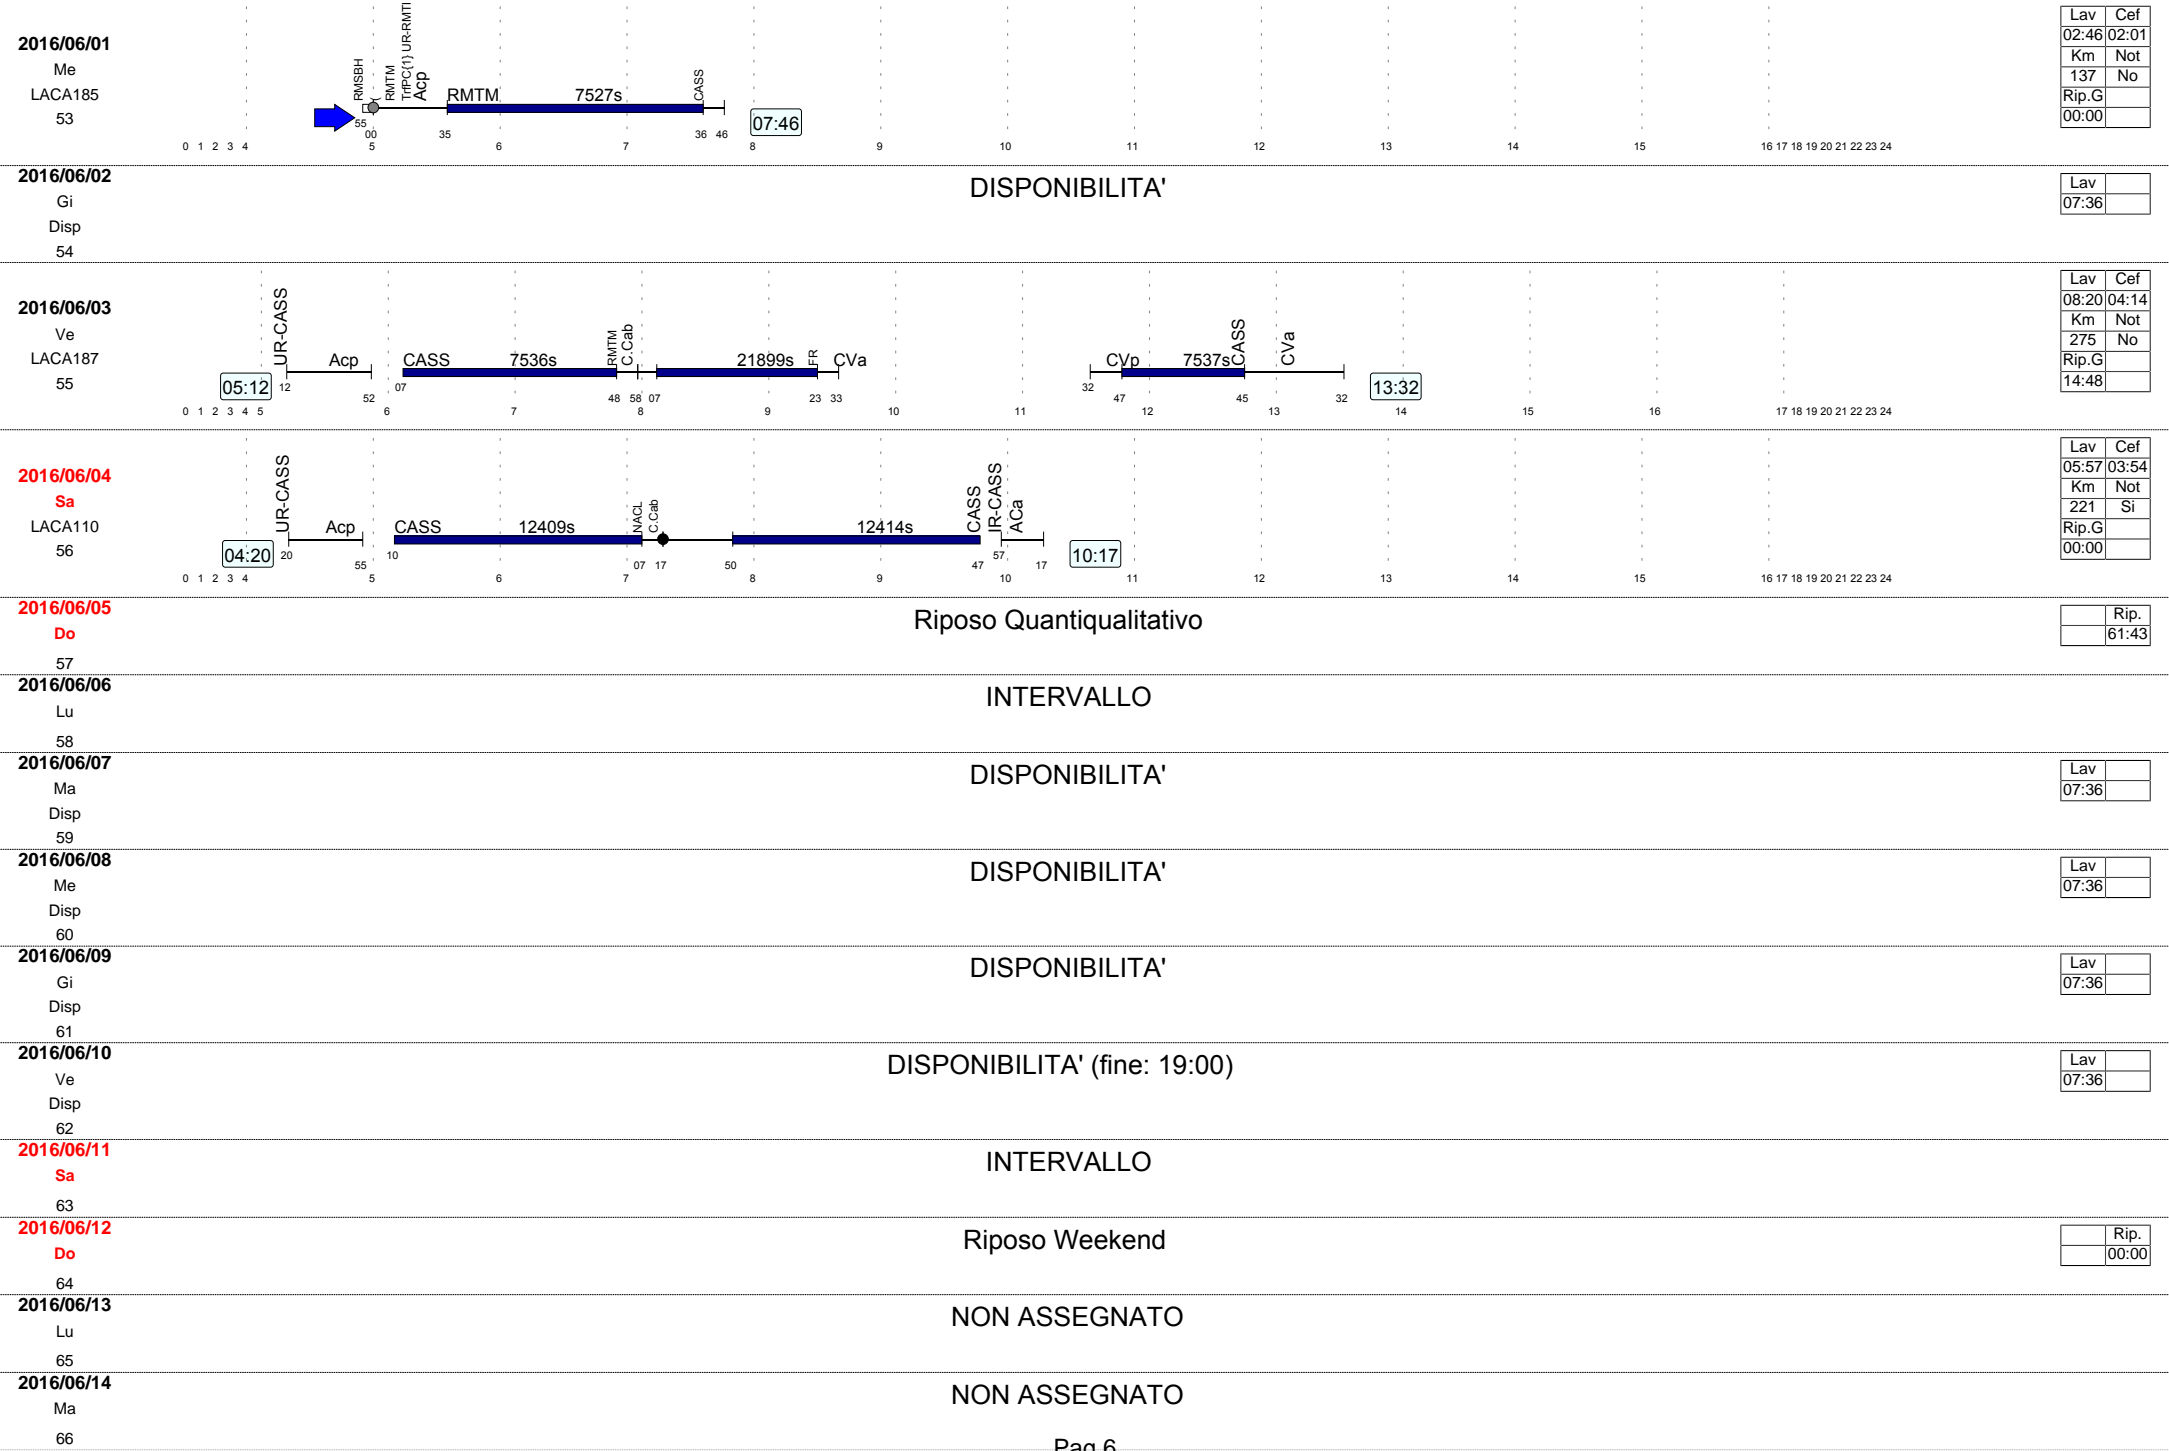 2016/06/01
Me
LACA185
53
RMSBH
RMTM
TrfPC{1} UR-RMTI
Acp
RMTM 7527s CASS
55 00 35 36 46
07:46
0 1 2 3 4 5 6 7 8 9 10 11 12 13 14 15 16 17 18 19 20 21 22 23 24
Lav Cef
02:46 02:01
Km Not
137 No
Rip.G
00:00
2016/06/02
Gi
Disp
54
DISPONIBILITA'
Lav
07:36
2016/06/03
Ve
LACA187
55
05:12
UR-CASS Acp CASS 7536s RMTM C.Cab 21899s FR CVa CVp 7537s CASS CVa
12 52 07 48 58 07 23 33 32 47 45 32
13:32
0 1 2 3 4 5 6 7 8 9 10 11 12 13 14 15 16 17 18 19 20 21 22 23 24
Lav Cef
08:20 04:14
Km Not
275 No
Rip.G
14:48
2016/06/04
Sa
LACA110
56
04:20
UR-CASS Acp CASS 12409s NACL C.Cab 12414s CASS IR-CASS ACa
20 55 10 07 17 50 47 57 17
10:17
0 1 2 3 4 5 6 7 8 9 10 11 12 13 14 15 16 17 18 19 20 21 22 23 24
Lav Cef
05:57 03:54
Km Not
221 Si
Rip.G
00:00
2016/06/05
Do
57
Riposo Quantiqualitativo
Rip.
61:43
2016/06/06
Lu
58
INTERVALLO
2016/06/07
Ma
Disp
59
DISPONIBILITA'
Lav
07:36
2016/06/08
Me
Disp
60
DISPONIBILITA'
Lav
07:36
2016/06/09
Gi
Disp
61
DISPONIBILITA'
Lav
07:36
2016/06/10
Ve
Disp
62
DISPONIBILITA' (fine: 19:00)
Lav
07:36
2016/06/11
Sa
63
INTERVALLO
2016/06/12
Do
64
Riposo Weekend
Rip.
00:00
2016/06/13
Lu
65
NON ASSEGNATO
2016/06/14
Ma
66
NON ASSEGNATO
Pag.6